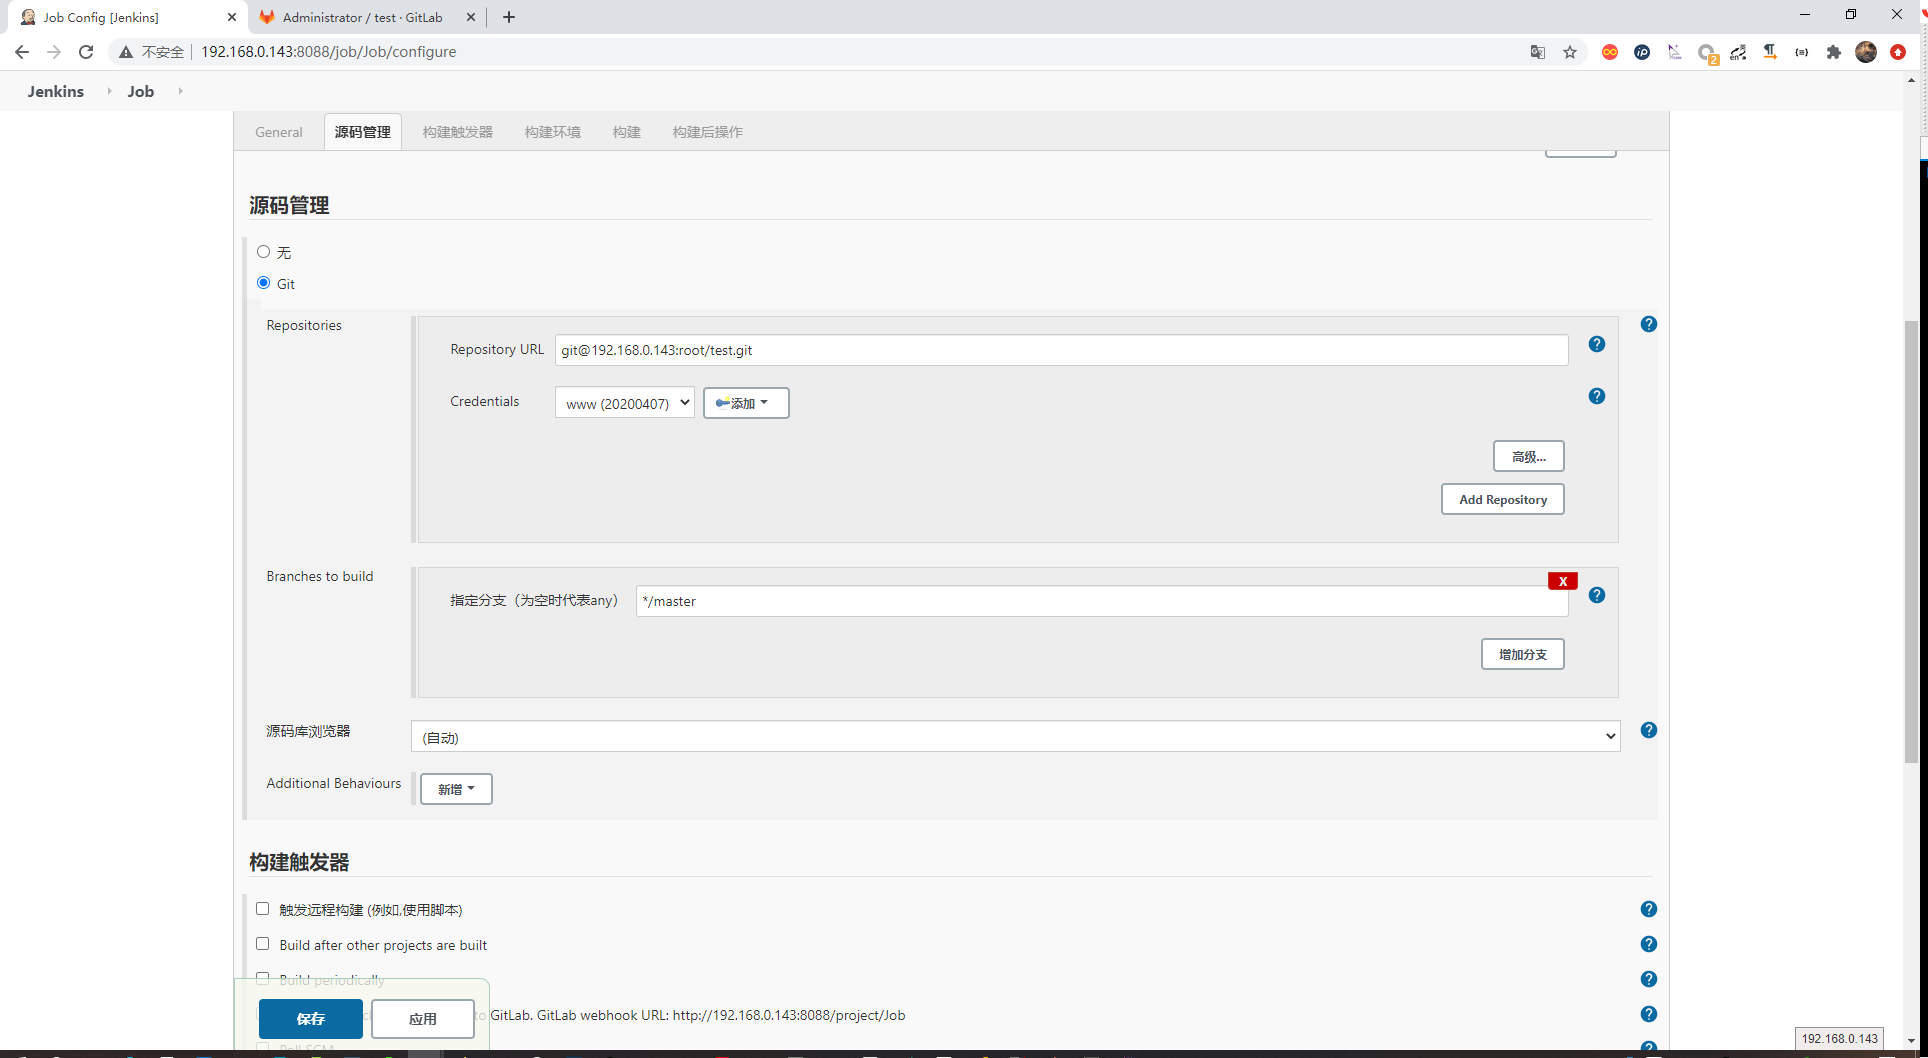 Job Config [Jenkins]
Administrator / test · GitLab
不安全
192.168.0.143:8088/job/Job/configure
2
Jenkins
Job
General
源码管理
构建触发器
构建环境
构建
构建后操作
源码管理
无
Git
Repositories
Repository URL
git@192.168.0.143:root/test.git
Credentials
www (20200407)
添加
高级...
Add Repository
Branches to build
X
指定分支（为空时代表any）
*/master
增加分支
源码库浏览器
(自动)
Additional Behaviours
新增
构建触发器
触发远程构建 (例如,使用脚本)
Build after other projects are built
Build periodically
GitLab. GitLab webhook URL: http://192.168.0.143:8088/project/Job
保存
应用
Poll SCM
192.168.0.143